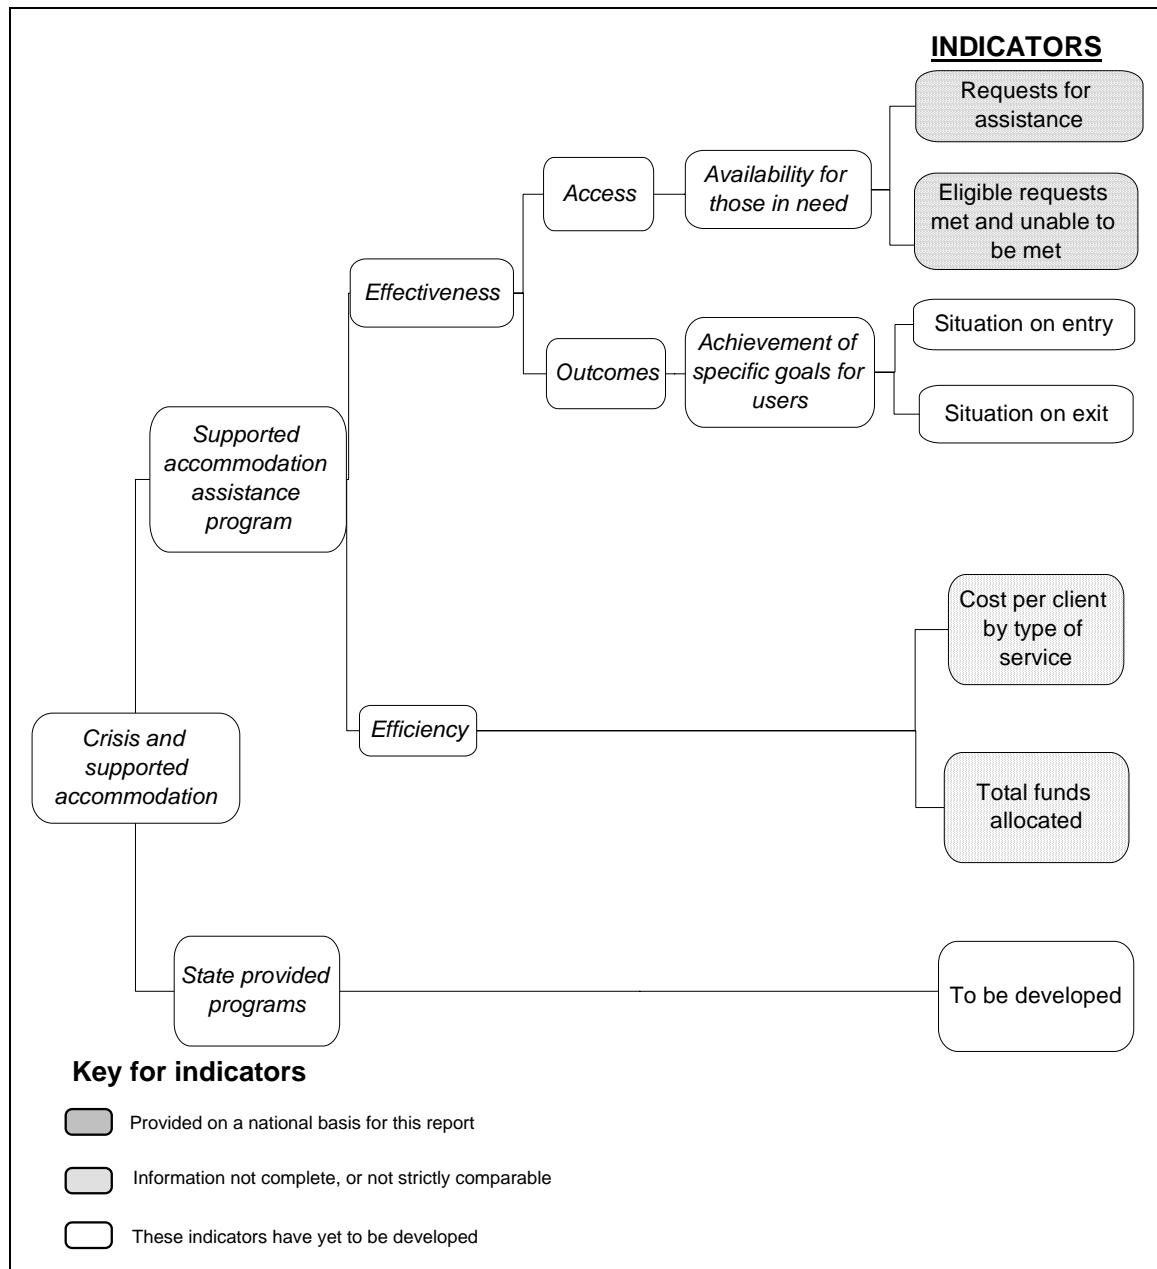 INDICATORS
Requests for
assistance
Access
Availability for
those in need
Eligible requests
met and unable to
be met
Effectiveness
Situation on entry
Outcomes
Achievement of
specific goals for
users
Situation on exit
Supported
accommodation
assistance
program
Cost per client
by type of
service
Efficiency
Crisis and
supported
accommodation
Total funds
allocated
State provided
programs
To be developed
Key for indicators
Provided on a national basis for this report
Information not complete, or not strictly comparable
These indicators have yet to be developed